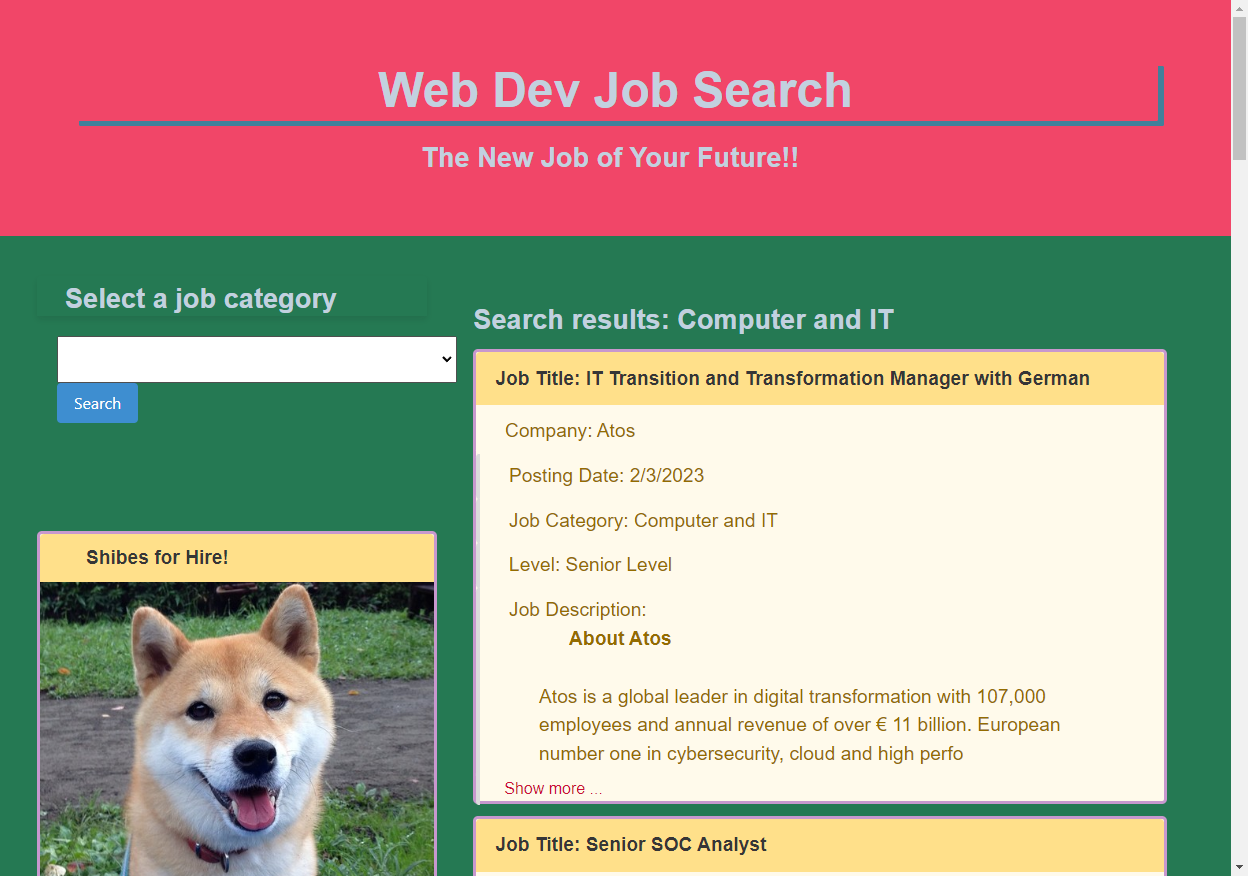 Web Dev Job Search
The New Job of Your Future!!
Select a job category
Search
Shibes for Hire!
Search results: Computer and IT
Job Title: IT Transition and Transformation Manager with German
Company: Atos
Posting Date: 2/3/2023
Job Category: Computer and IT
Level: Senior Level
Job Description:
About Atos
Atos is a global leader in digital transformation with 107,000
employees and annual revenue of over € 11 billion. European
number one in cybersecurity, cloud and high perfo
Show more ...
Job Title: Senior SOC Analyst